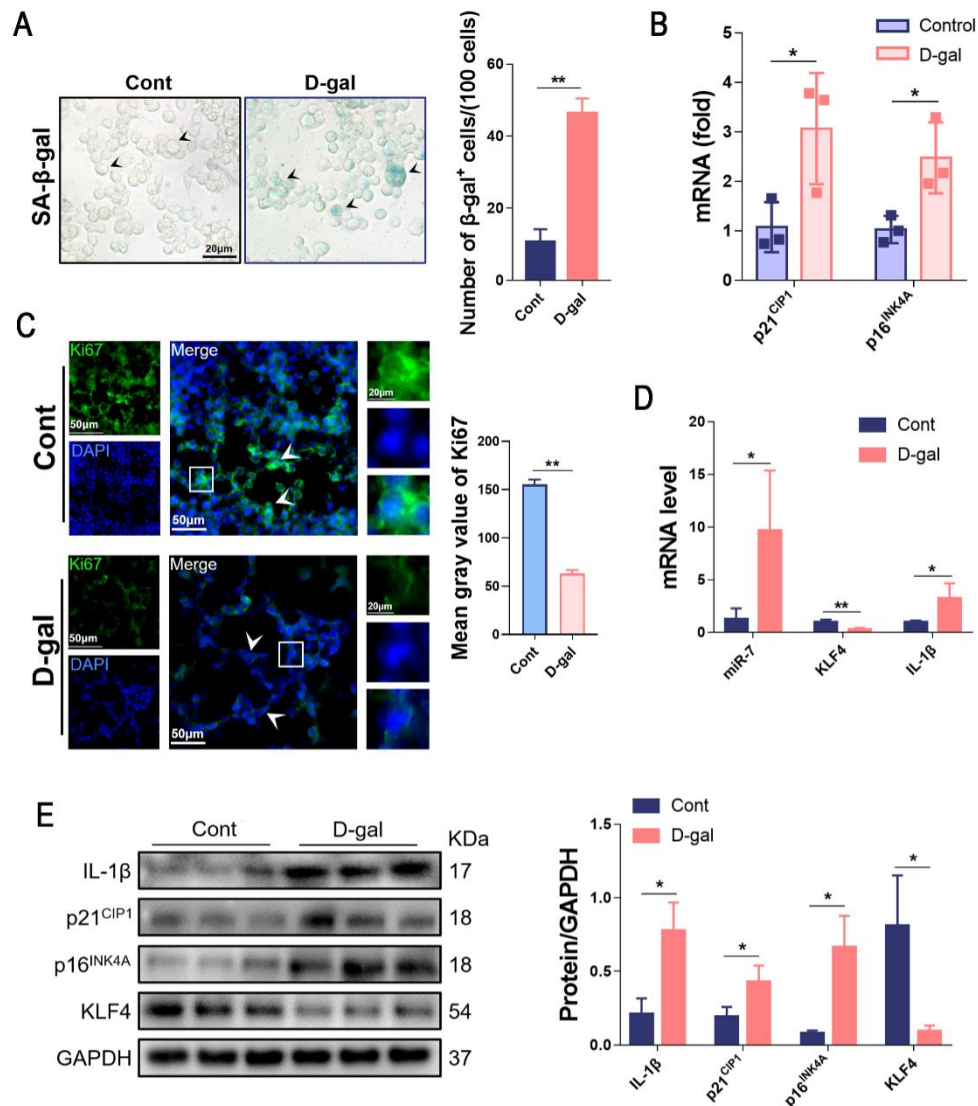 A
Cont
D-gal
SA-β-gal
20μm
Number of β-gal⁺ cells/(100 cells)
60
40
20
0
**
Cont
D-gal
B
Control
D-gal
mRNA (fold)
5
4
3
2
1
0
*
*
p21ᶜᴵᴾ¹
p16ᴵᴺᴷ⁴ᴬ
C
Cont
Ki67
50μm
DAPI
Merge
50μm
20μm
D-gal
Ki67
50μm
DAPI
Merge
50μm
20μm
Mean gray value of Ki67
200
150
100
50
0
**
Cont
D-gal
D
Cont
D-gal
mRNA level
20
15
10
5
0
*
**
*
miR-7
KLF4
IL-1β
E
Cont
D-gal
KDa
IL-1β 17
p21ᶜᴵᴾ¹ 18
p16ᴵᴺᴷ⁴ᴬ 18
KLF4 54
GAPDH 37
Cont
D-gal
Protein/GAPDH
1.5
1.0
0.5
0.0
*
*
*
*
IL-1β
p21ᶜᴵᴾ¹
p16ᴵᴺᴷ⁴ᴬ
KLF4